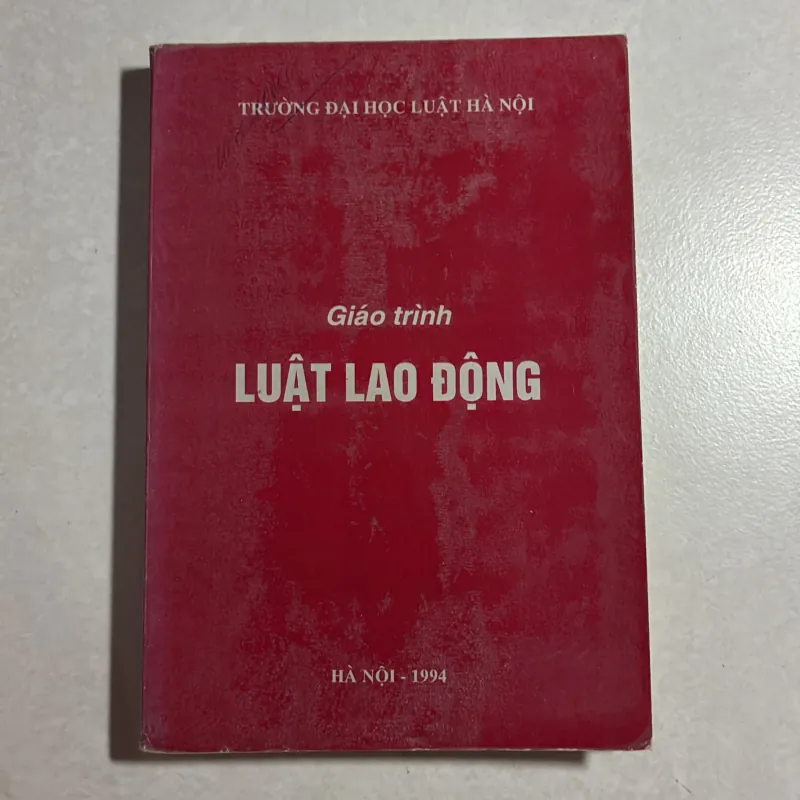 TRƯỜNG ĐẠI HỌC LUẬT HÀ NỘI
Giáo trình
LUẬT LAO ĐỘNG
HÀ NỘI - 1994